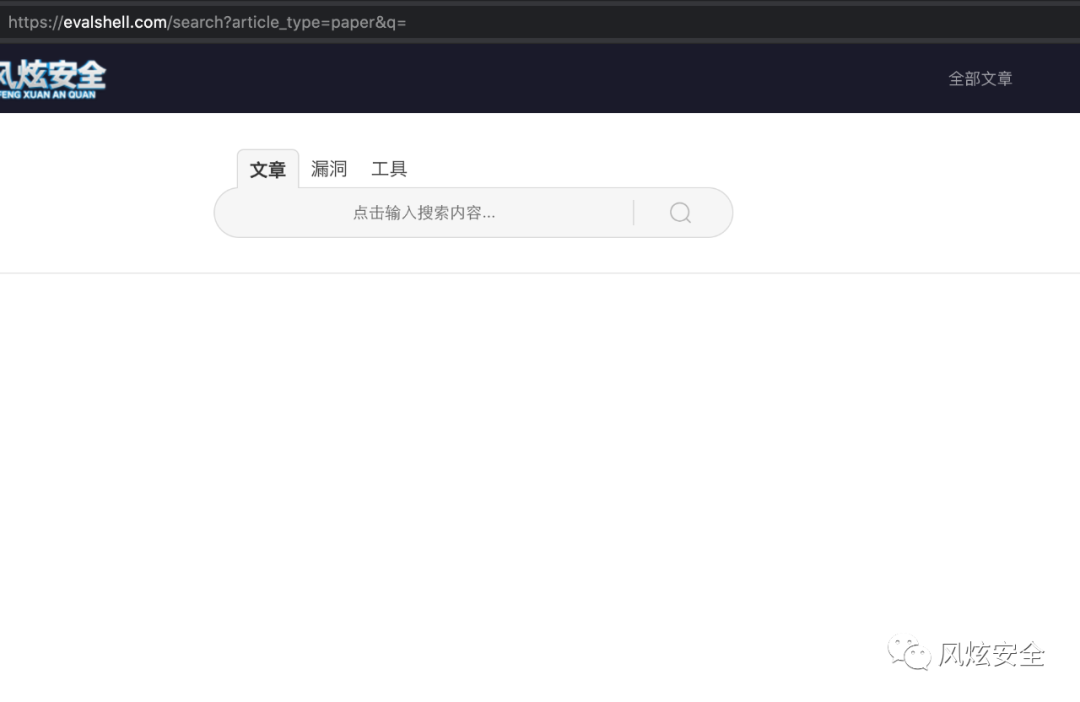 https://evalshell.com/search?article_type=paper&q=
风炫安全
FENG XUAN AN QUAN
全部文章
文章 漏洞 工具
点击输入搜索内容...
风炫安全